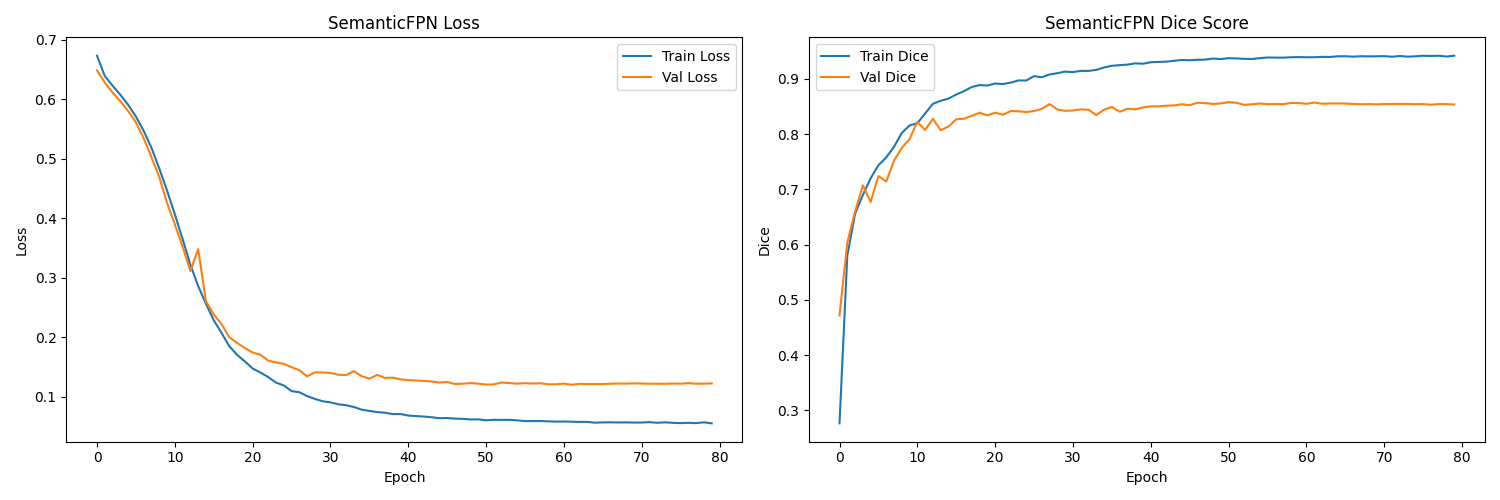 SemanticFPN Loss
Train Loss
Val Loss
0.7
0.6
0.5
0.4
0.3
0.2
0.1
Loss
0 10 20 30 40 50 60 70 80
Epoch
SemanticFPN Dice Score
Train Dice
Val Dice
0.9
0.8
0.7
0.6
0.5
0.4
0.3
Dice
0 10 20 30 40 50 60 70 80
Epoch